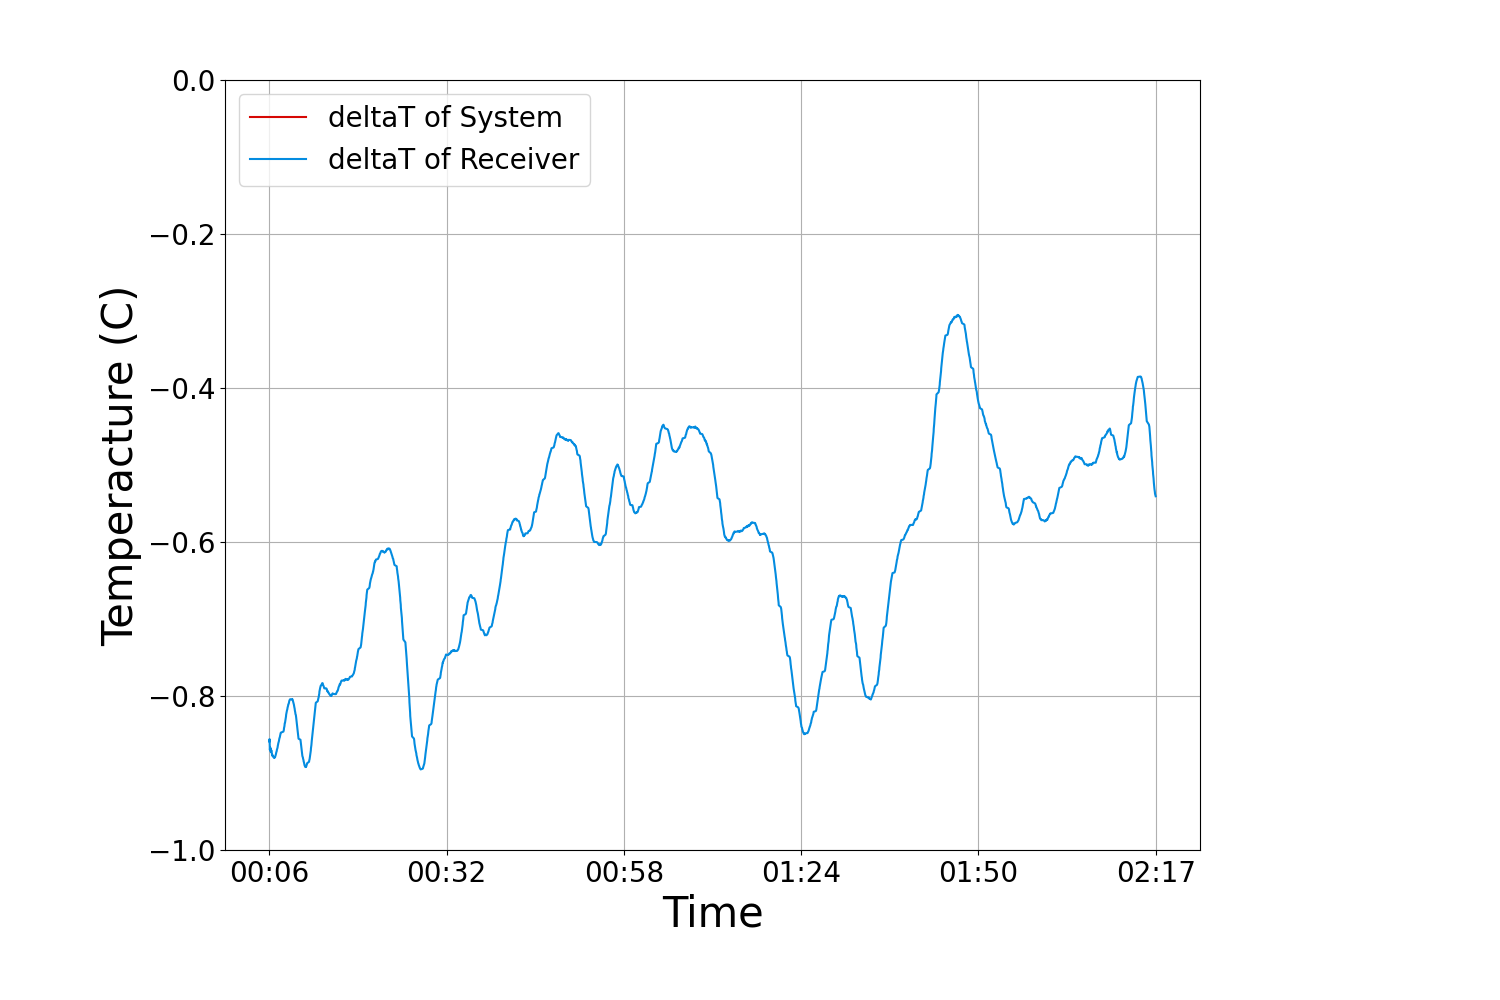 deltaT of System
deltaT of Receiver
0.0
−0.2
−0.4
−0.6
−0.8
−1.0
Temperacture (C)
00:06 00:32 00:58 01:24 01:50 02:17
Time